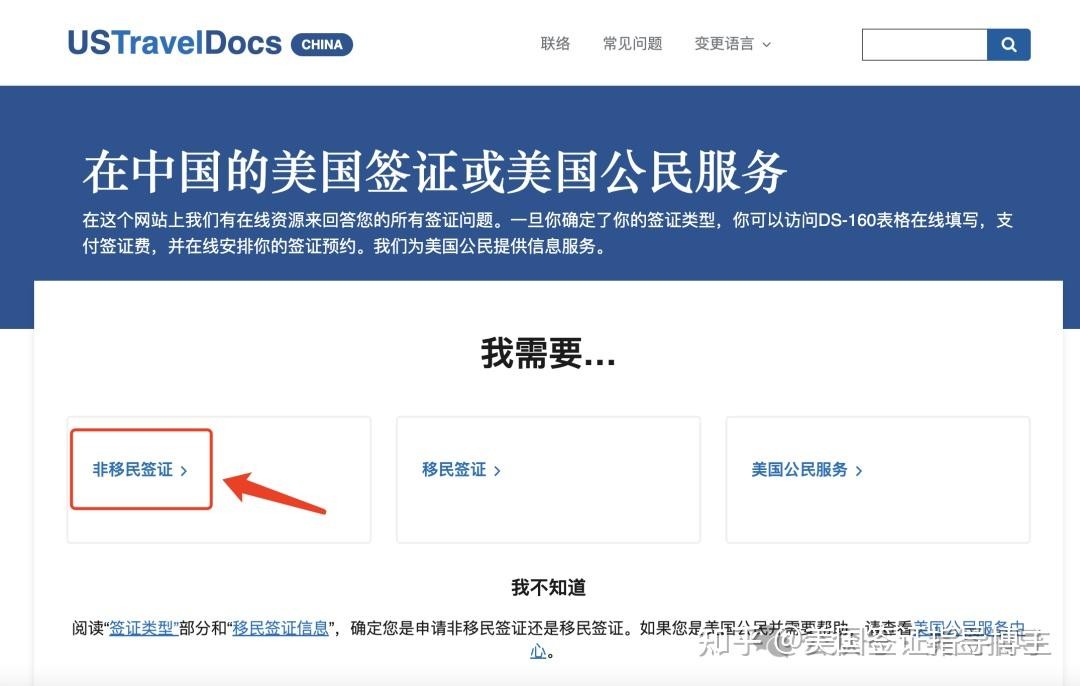 USTravelDocs CHINA
联络 常见问题 变更语言
在中国的美国签证或美国公民服务
在这个网站上我们有在线资源来回答您的所有签证问题。一旦你确定了你的签证类型，你可以访问DS-160表格在线填写，支
付签证费，并在线安排你的签证预约。我们为美国公民提供信息服务。
我需要...
非移民签证 >
移民签证 >
美国公民服务 >
我不知道
阅读“签证类型”部分和“移民签证信息”，确定您是申请非移民签证还是移民签证。如果您是美国公民并需要帮助，请查看美国公民服务中
心。
知乎 @美国签证指导博主